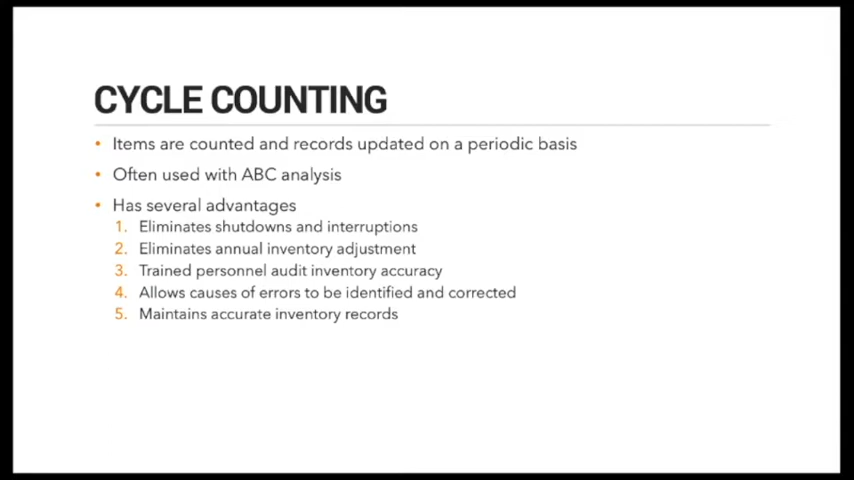 CYCLE COUNTING
• Items are counted and records updated on a periodic basis
• Often used with ABC analysis
• Has several advantages
1. Eliminates shutdowns and interruptions
2. Eliminates annual inventory adjustment
3. Trained personnel audit inventory accuracy
4. Allows causes of errors to be identified and corrected
5. Maintains accurate inventory records